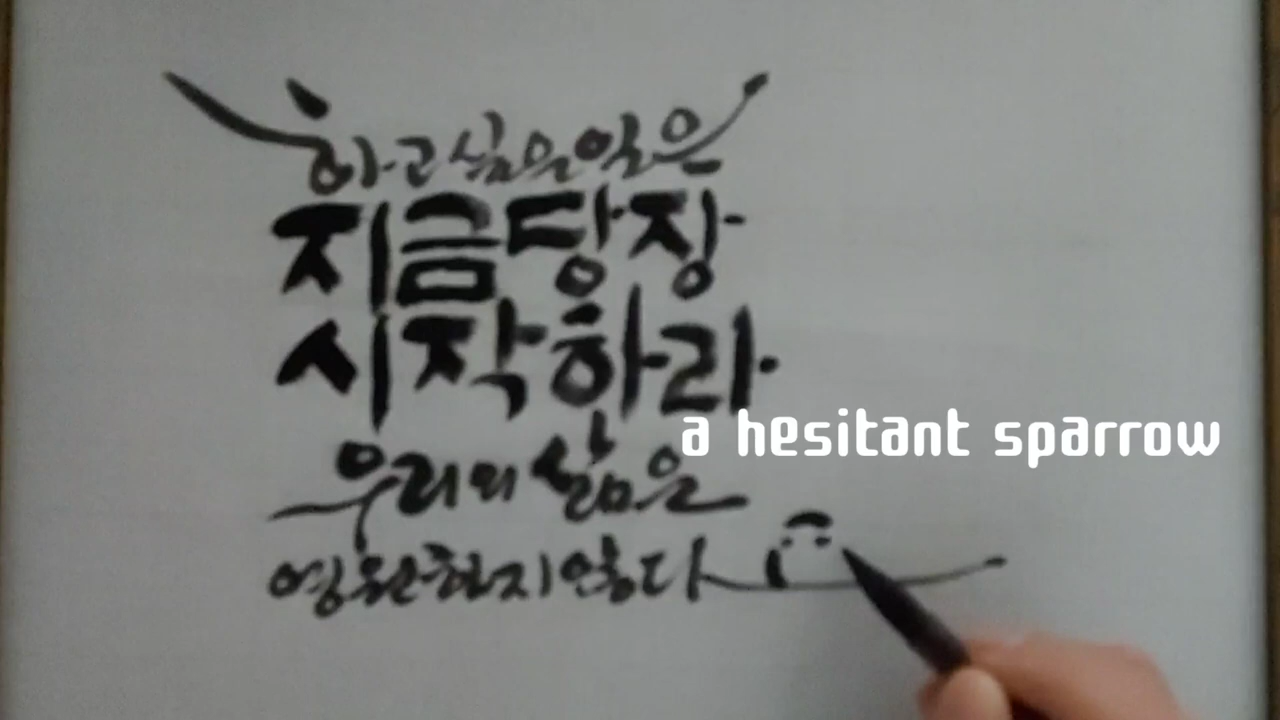 하고 싶은 일은
지금 당장
시작하라
a hesitant sparrow
우리의 삶은
영원하지 않다